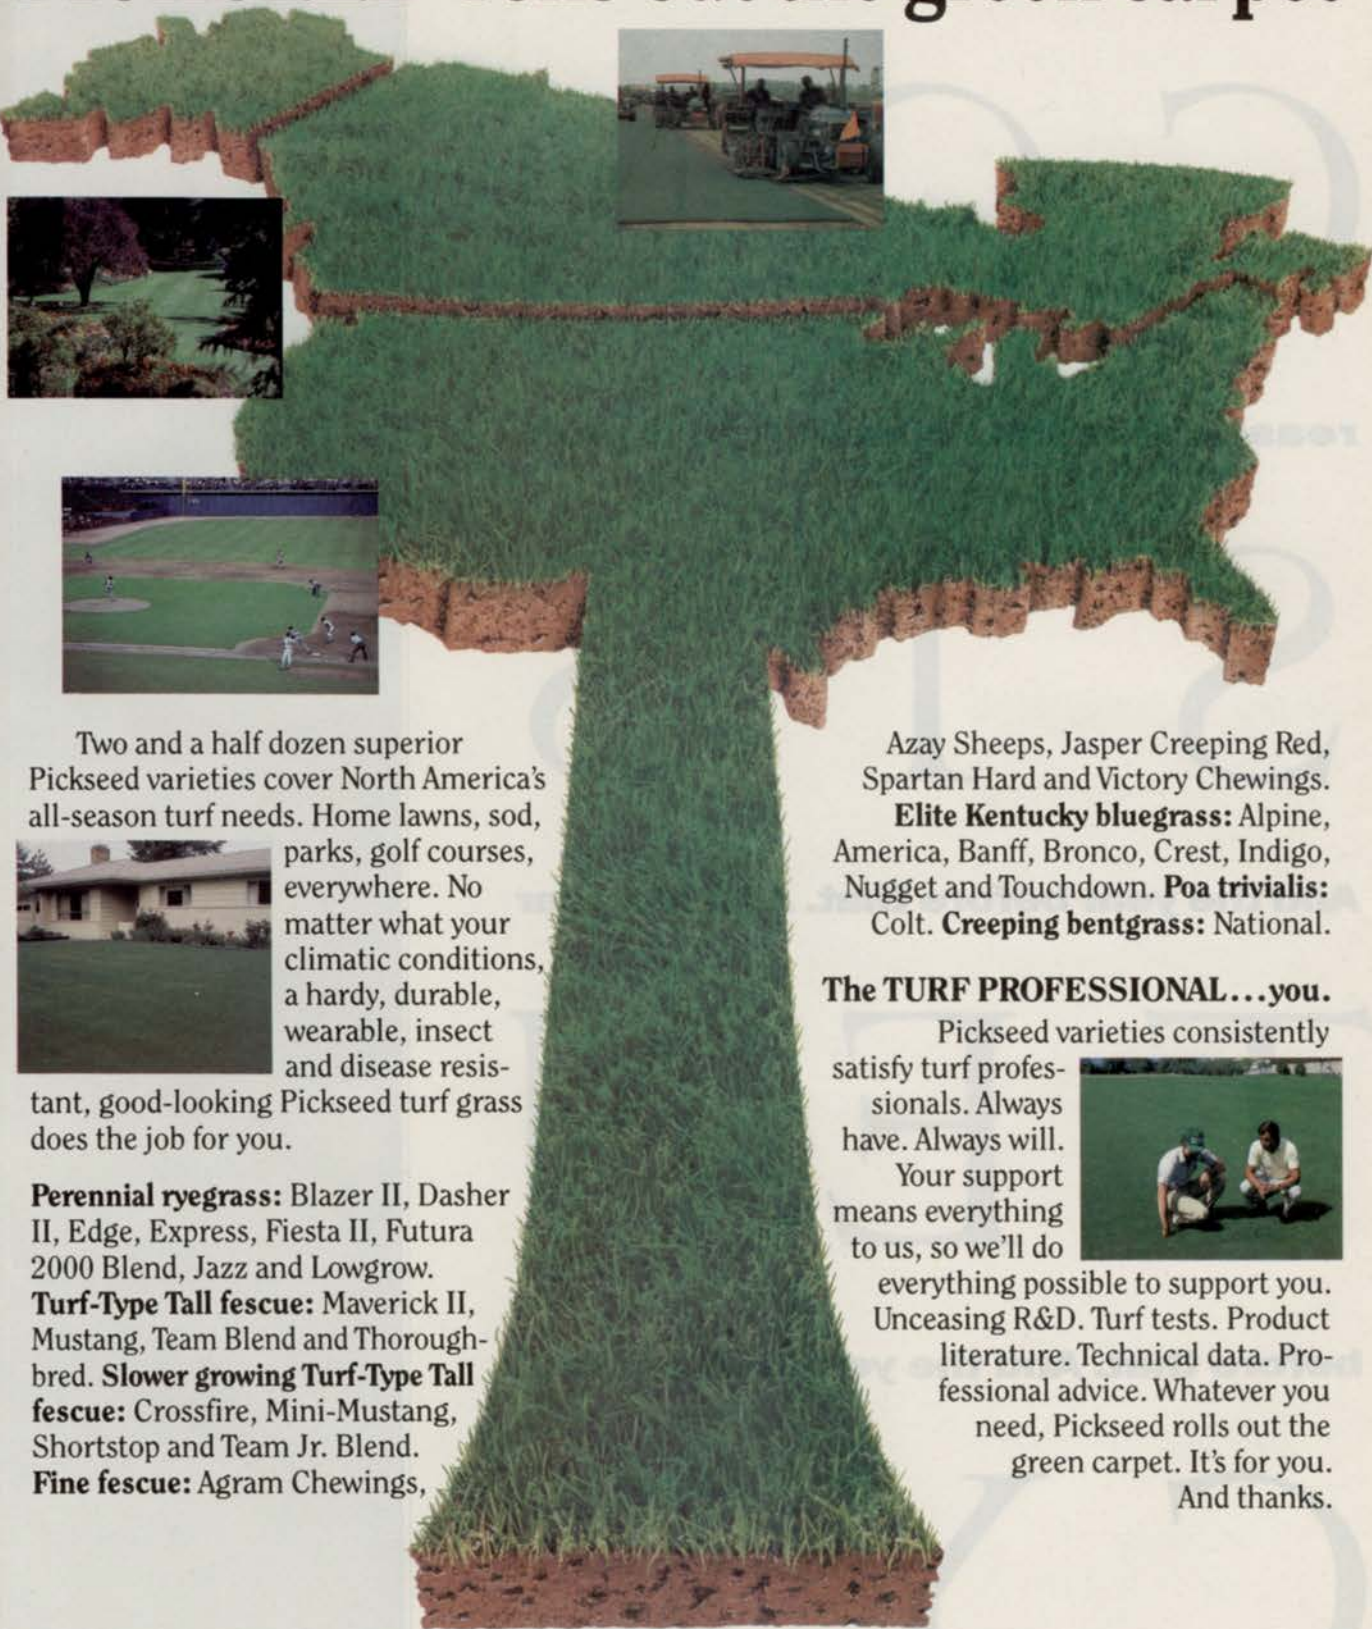 green carpet
Two and a half dozen superior
Pickseed varieties cover North America's
all-season turf needs. Home lawns, sod,
parks, golf courses,
everywhere. No
matter what your
climatic conditions,
a hardy, durable,
wearable, insect
and disease resis-
tant, good-looking Pickseed turf grass
does the job for you.
Perennial ryegrass: Blazer II, Dasher
II, Edge, Express, Fiesta II, Futura
2000 Blend, Jazz and Lowgrow.
Turf-Type Tall fescue: Maverick II,
Mustang, Team Blend and Thorough-
bred. Slower growing Turf-Type Tall
fescue: Crossfire, Mini-Mustang,
Shortstop and Team Jr. Blend.
Fine fescue: Agram Chewings,
Azay Sheeps, Jasper Creeping Red,
Spartan Hard and Victory Chewings.
Elite Kentucky bluegrass: Alpine,
America, Banff, Bronco, Crest, Indigo,
Nugget and Touchdown. Poa trivialis:
Colt. Creeping bentgrass: National.
The TURF PROFESSIONAL...you.
Pickseed varieties consistently
satisfy turf profes-
sionals. Always
have. Always will.
Your support
means everything
to us, so we'll do
everything possible to support you.
Unceasing R&D. Turf tests. Product
literature. Technical data. Pro-
fessional advice. Whatever you
need, Pickseed rolls out the
green carpet. It's for you.
And thanks.